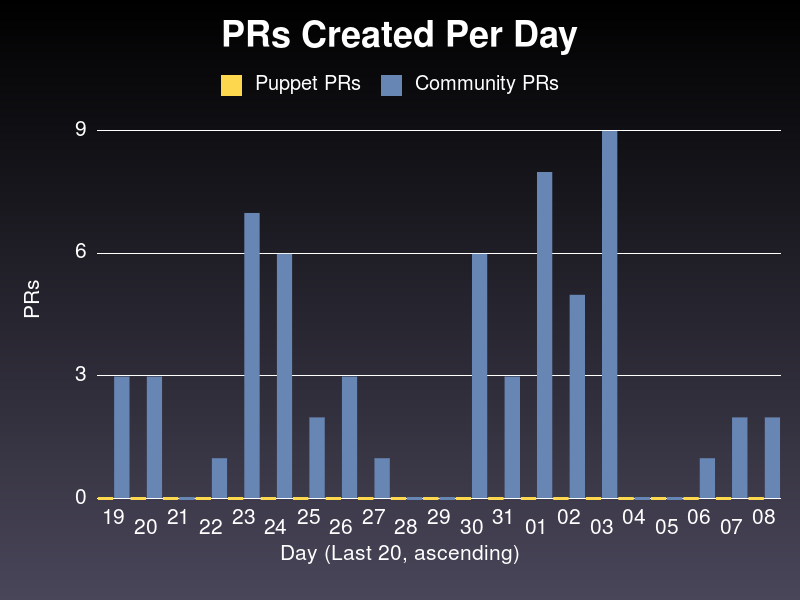 PRs Created Per Day
Puppet PRs Community PRs
9
6
3
0
PRs
19 20 21 22 23 24 25 26 27 28 29 30 31 01 02 03 04 05 06 07 08
Day (Last 20, ascending)